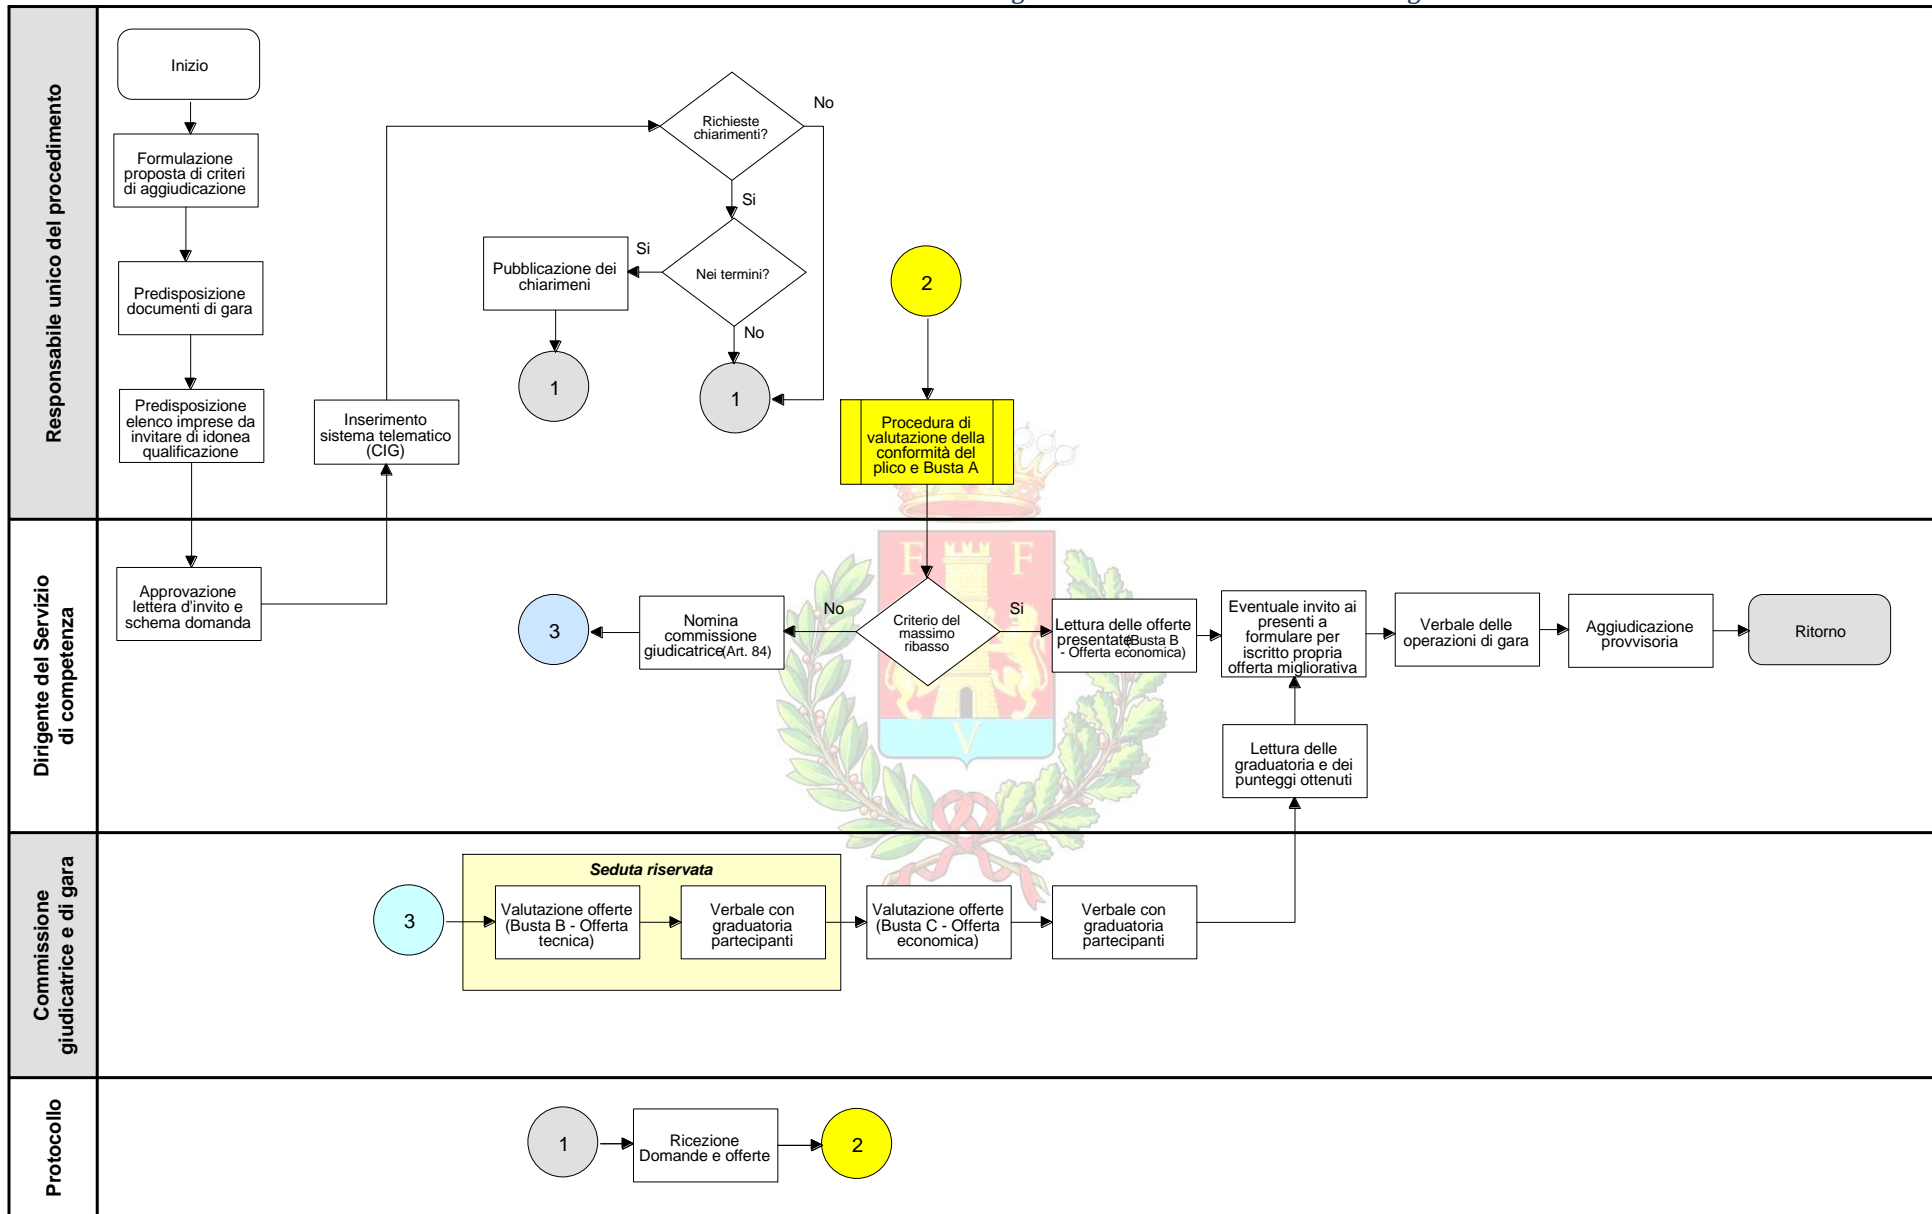 Responsabile unico del procedimento
Inizio
Formulazione
proposta di criteri
di aggiudicazione
Predisposizione
documenti di gara
Predisposizione
elenco imprese da
invitare di idonea
qualificazione
Inserimento
sistema telematico
(CIG)
Richieste
chiarimenti?
No
Si
Nei termini?
Si
No
Pubblicazione dei
chiarimeni
1
1
2
Procedura di
valutazione della
conformità del
plico e Busta A
Dirigente del Servizio
di competenza
Approvazione
lettera d'invito e
schema domanda
3
Nomina
commissione
giudicatrice(Art. 84)
No
Criterio del
massimo
ribasso
Si
Lettura delle offerte
presentate(Busta B
- Offerta economica)
Eventuale invito ai
presenti a
formulare per
iscritto propria
offerta migliorativa
Verbale delle
operazioni di gara
Aggiudicazione
provvisoria
Ritorno
Lettura delle
graduatoria e dei
punteggi ottenuti
F F
V
Commissione
giudicatrice e di gara
3
Seduta riservata
Valutazione offerte
(Busta B - Offerta
tecnica)
Verbale con
graduatoria
partecipanti
Valutazione offerte
(Busta C - Offerta
economica)
Verbale con
graduatoria
partecipanti
Protocollo
1
Ricezione
Domande e offerte
2